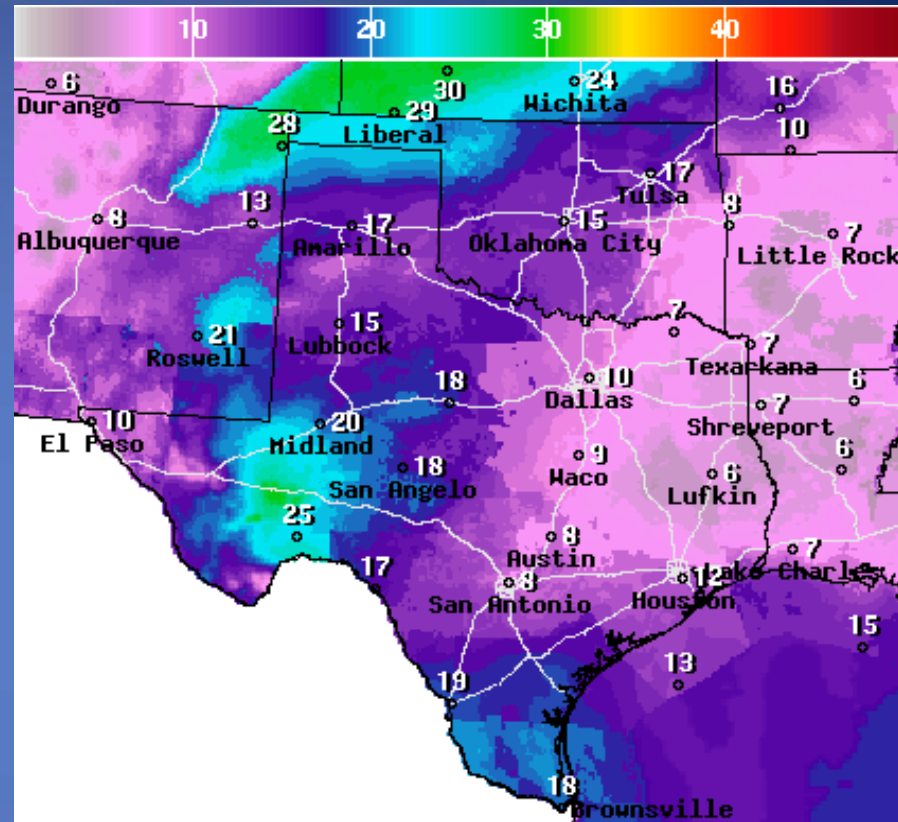 10 20 30 40
6
Durango
30
24
Wichita
16
29
Liberal
28
10
17
Tulsa
8
Albuquerque
13
17
Amarillo
15
Oklahoma City
8
7
Little Rock
21
Roswell
15
Lubbock
7
7
Texarkana
10
Dallas
18
6
7
Shreveport
10
El Paso
20
Midland
18
San Angelo
9
Waco
6
Lufkin
6
25
8
Austin
7
Lake Charles
17
8
San Antonio
12
Houston
15
13
19
18
Brownsville